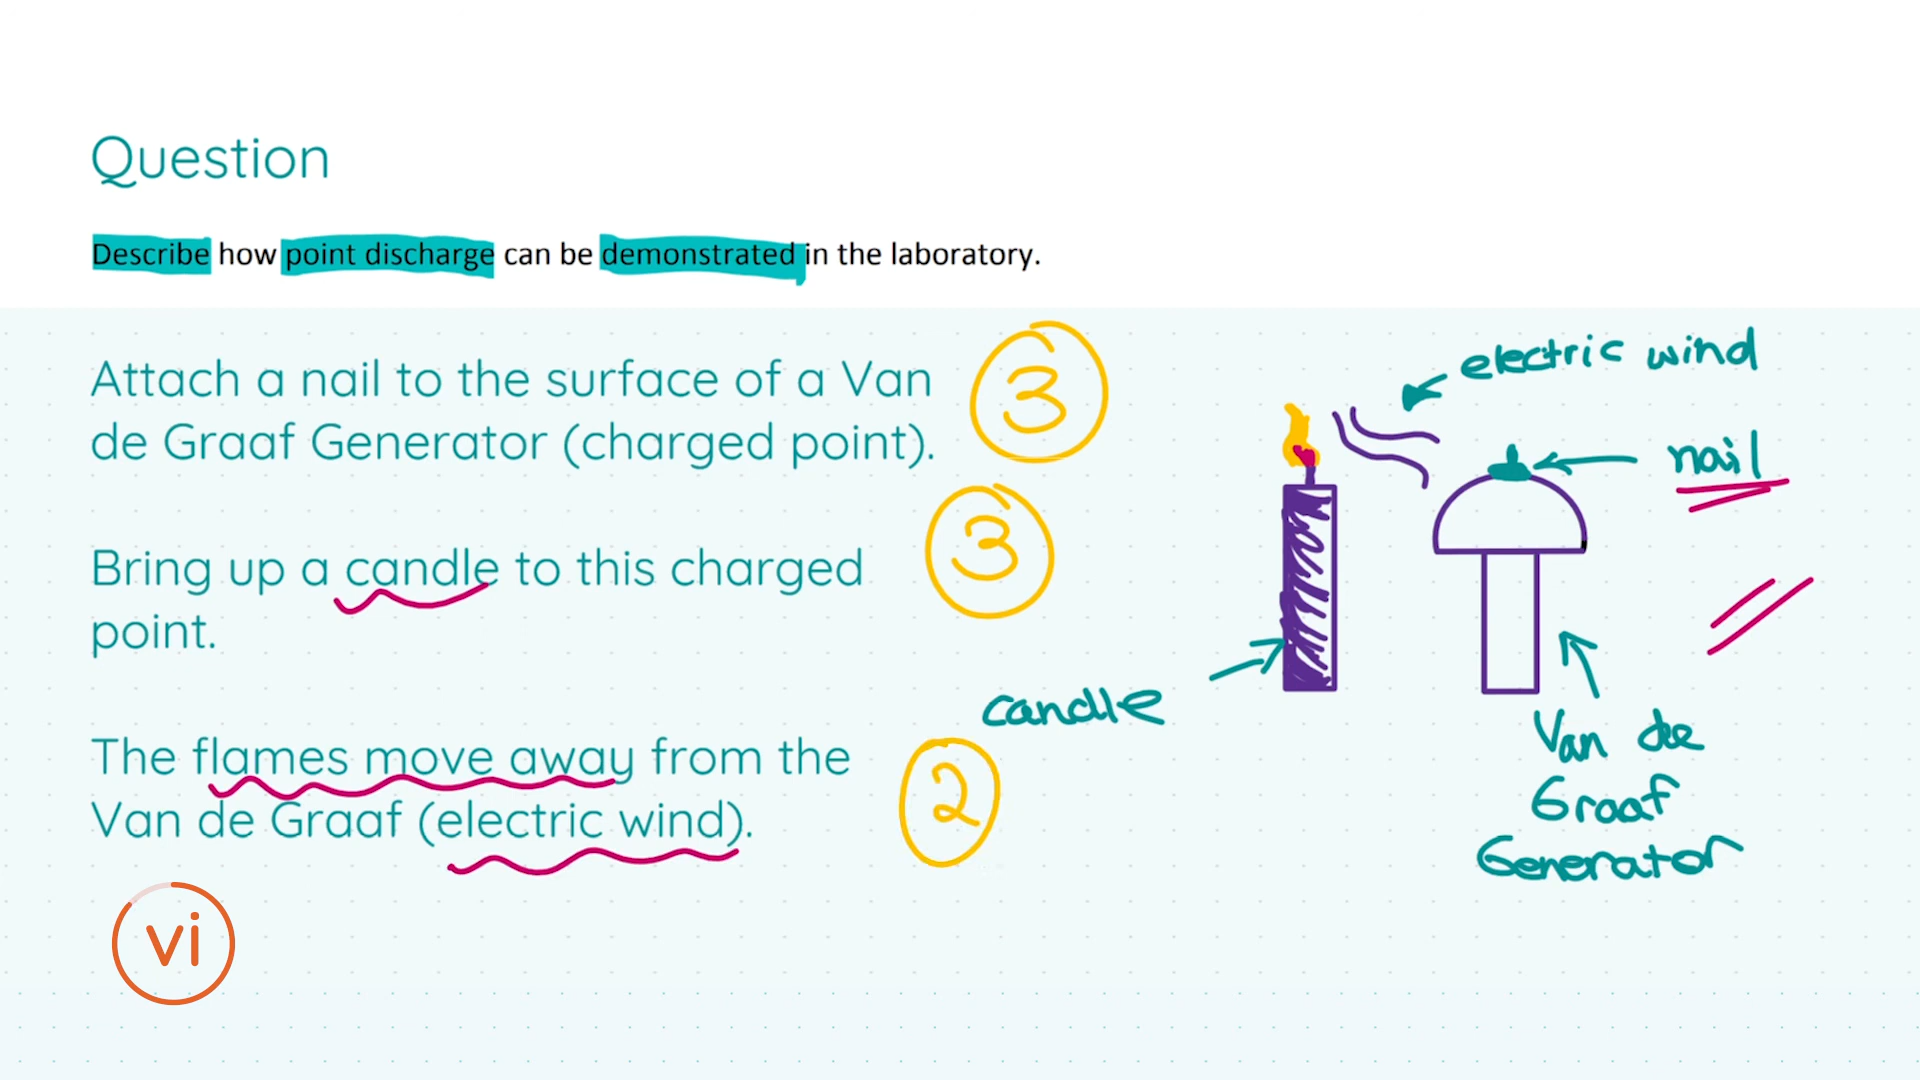 Question
Describe how point discharge can be demonstrated in the laboratory.
Attach a nail to the surface of a Van
de Graaf Generator (charged point).
3
Bring up a candle to this charged
point.
3
The flames move away from the
Van de Graaf (electric wind).
2
electric wind
nail
candle
Van de
Graaf
Generator
vi